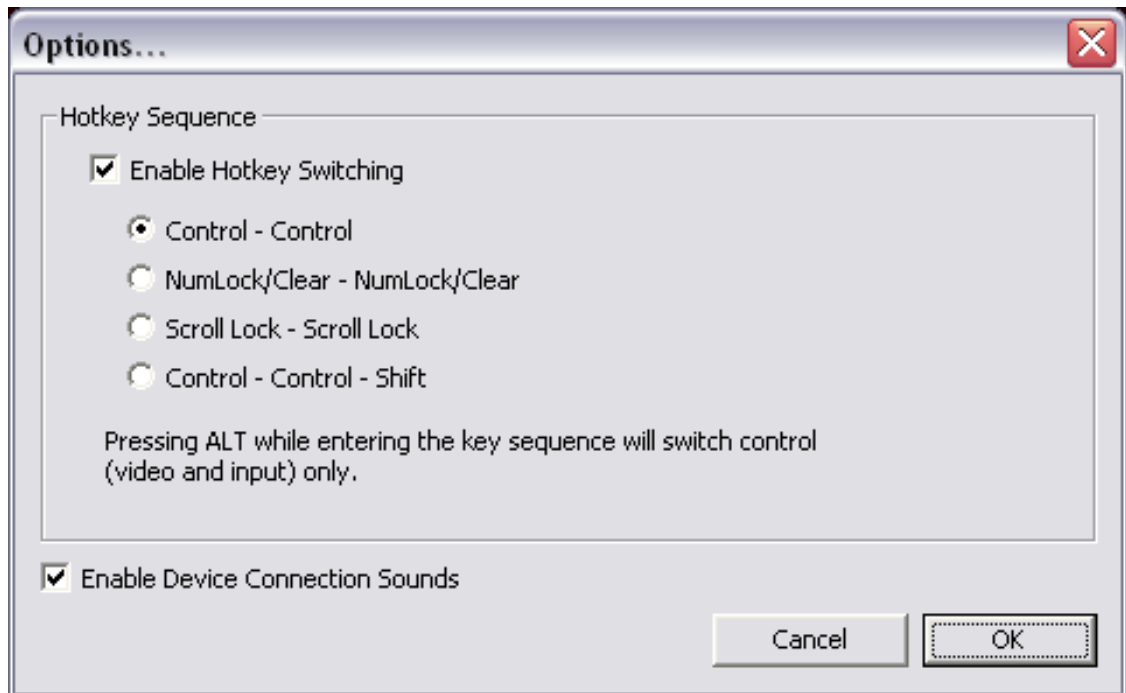 Options...
Hotkey Sequence
Enable Hotkey Switching
Control - Control
NumLock/Clear - NumLock/Clear
Scroll Lock - Scroll Lock
Control - Control - Shift
Pressing ALT while entering the key sequence will switch control
(video and input) only.
Enable Device Connection Sounds
Cancel
OK